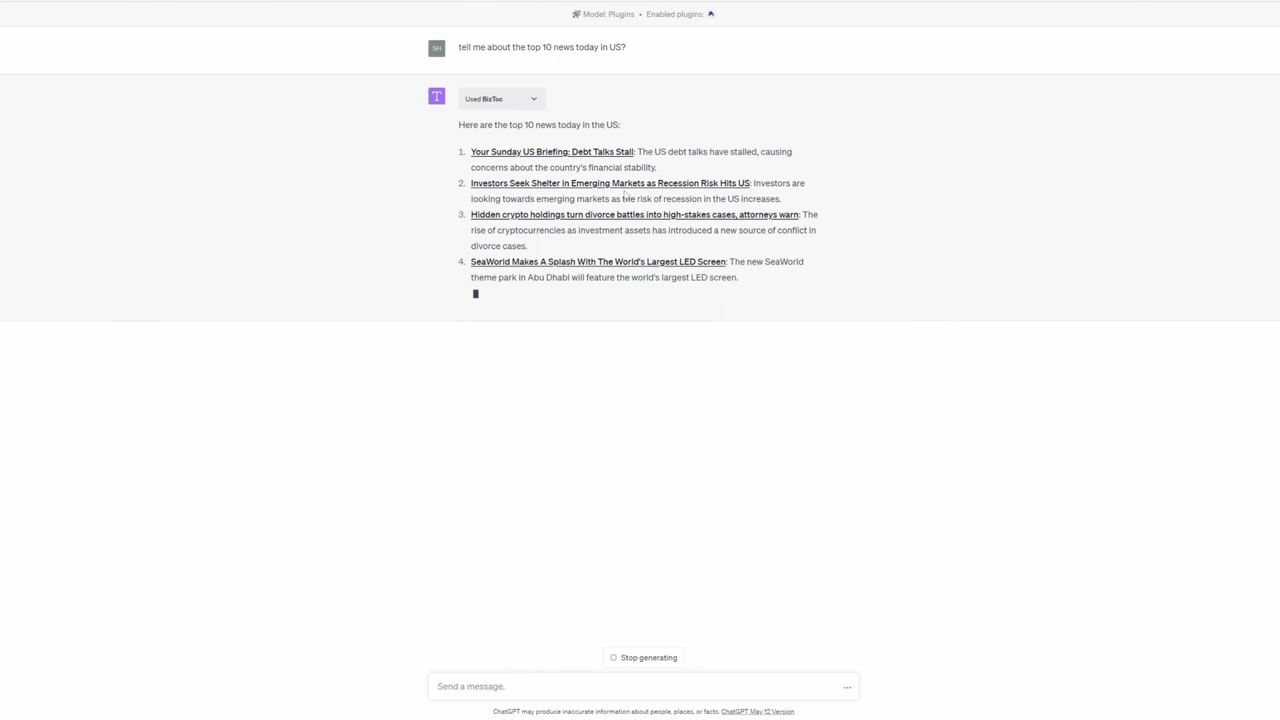 Model: Plugins • Enabled plugins:
SH
tell me about the top 10 news today in US?
T
Used BizToc
Here are the top 10 news today in the US:
1. Your Sunday US Briefing: Debt Talks Stall: The US debt talks have stalled, causing
concerns about the country's financial stability.
2. Investors Seek Shelter in Emerging Markets as Recession Risk Hits US: Investors are
looking towards emerging markets as the risk of recession in the US increases.
3. Hidden crypto holdings turn divorce battles into high-stakes cases, attorneys warn: The
rise of cryptocurrencies as investment assets has introduced a new source of conflict in
divorce cases.
4. SeaWorld Makes A Splash With The World's Largest LED Screen: The new SeaWorld
theme park in Abu Dhabi will feature the world's largest LED screen.
Stop generating
Send a message.
ChatGPT may produce inaccurate information about people, places, or facts. ChatGPT May 12 Version